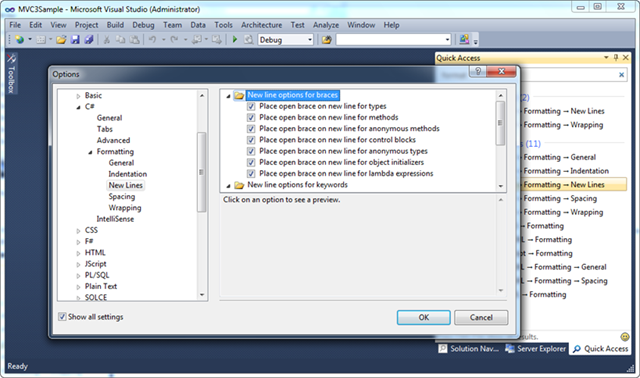 MVC3Sample - Microsoft Visual Studio (Administrator)
File Edit View Project Build Debug Team Data Tools Architecture Test Analyze Window Help
Debug
Toolbox
Quick Access
Options
Basic
C#
General
Tabs
Advanced
Formatting
General
Indentation
New Lines
Spacing
Wrapping
IntelliSense
CSS
F#
HTML
JScript
PL/SQL
Plain Text
SQLCE
Show all settings
New line options for braces
Place open brace on new line for types
Place open brace on new line for methods
Place open brace on new line for anonymous methods
Place open brace on new line for control blocks
Place open brace on new line for anonymous types
Place open brace on new line for object initializers
Place open brace on new line for lambda expressions
New line options for keywords
Click on an option to see a preview.
OK Cancel
(2)
Formatting → New Lines
Formatting → Wrapping
(11)
Formatting → General
Formatting → Indentation
Formatting → New Lines
Formatting → Spacing
Formatting → Wrapping
→ Formatting
→ Formatting
→ Formatting
→ Formatting → General
→ Formatting → Spacing
→ Formatting
results.
Solution Nav... Server Explorer Quick Access
Ready